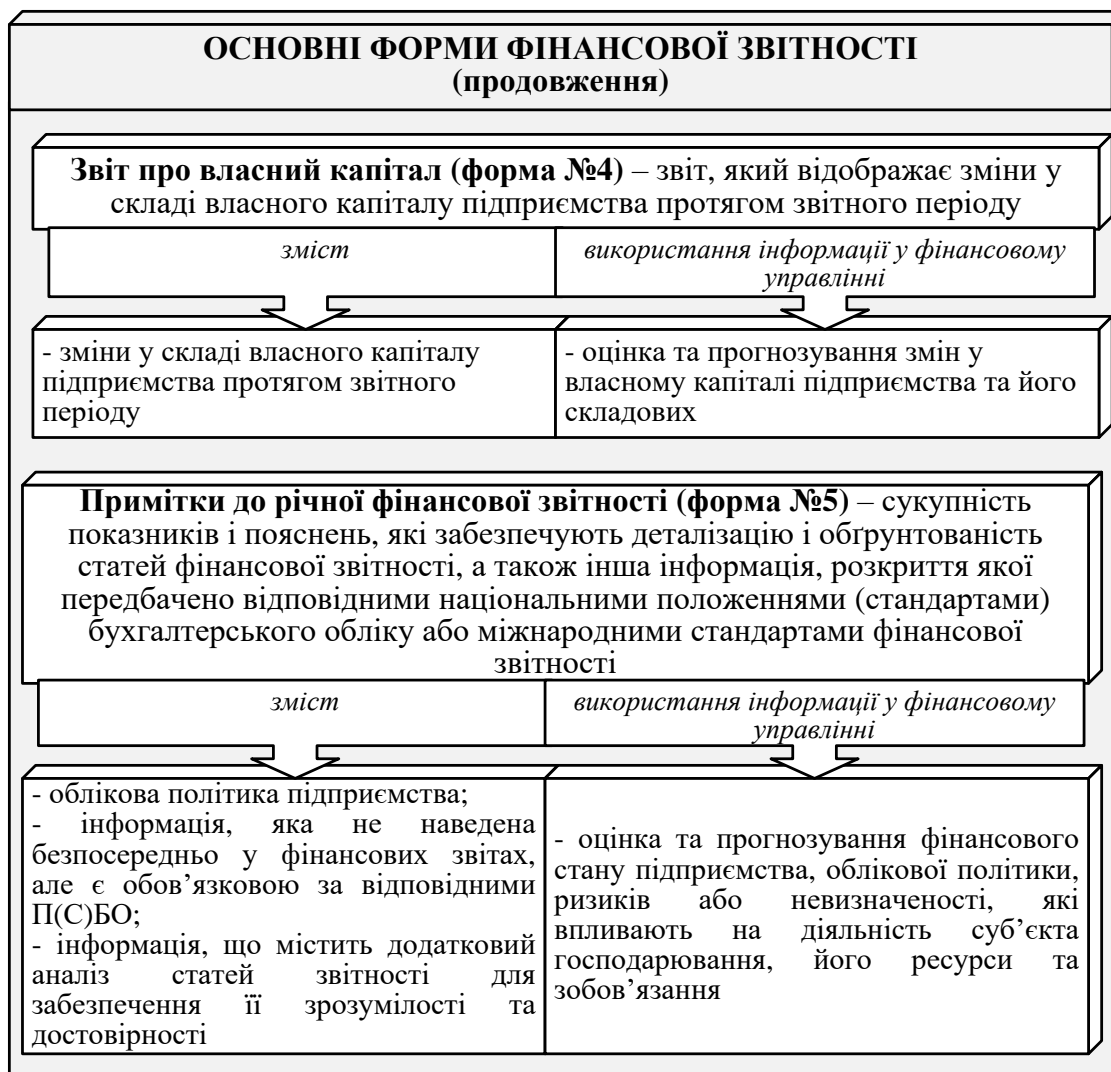 ОСНОВНІ ФОРМИ ФІНАНСОВОЇ ЗВІТНОСТІ
(продовження)
Звіт про власний капітал (форма №4) – звіт, який відображає зміни у
складі власного капіталу підприємства протягом звітного періоду
зміст
використання інформації у фінансовому
управлінні
- зміни у складі власного капіталу
підприємства протягом звітного
періоду
- оцінка та прогнозування змін у
власному капіталі підприємства та його
складових
Примітки до річної фінансової звітності (форма №5) – сукупність
показників і пояснень, які забезпечують деталізацію і обґрунтованість
статей фінансової звітності, а також інша інформація, розкриття якої
передбачено відповідними національними положеннями (стандартами)
бухгалтерського обліку або міжнародними стандартами фінансової
звітності
зміст
використання інформації у фінансовому
управлінні
- облікова політика підприємства;
- інформація, яка не наведена
безпосередньо у фінансових звітах,
але є обов’язковою за відповідними
П(С)БО;
- інформація, що містить додатковий
аналіз статей звітності для
забезпечення її зрозумілості та
достовірності
- оцінка та прогнозування фінансового
стану підприємства, облікової політики,
ризиків або невизначеності, які
впливають на діяльність суб’єкта
господарювання, його ресурси та
зобов’язання